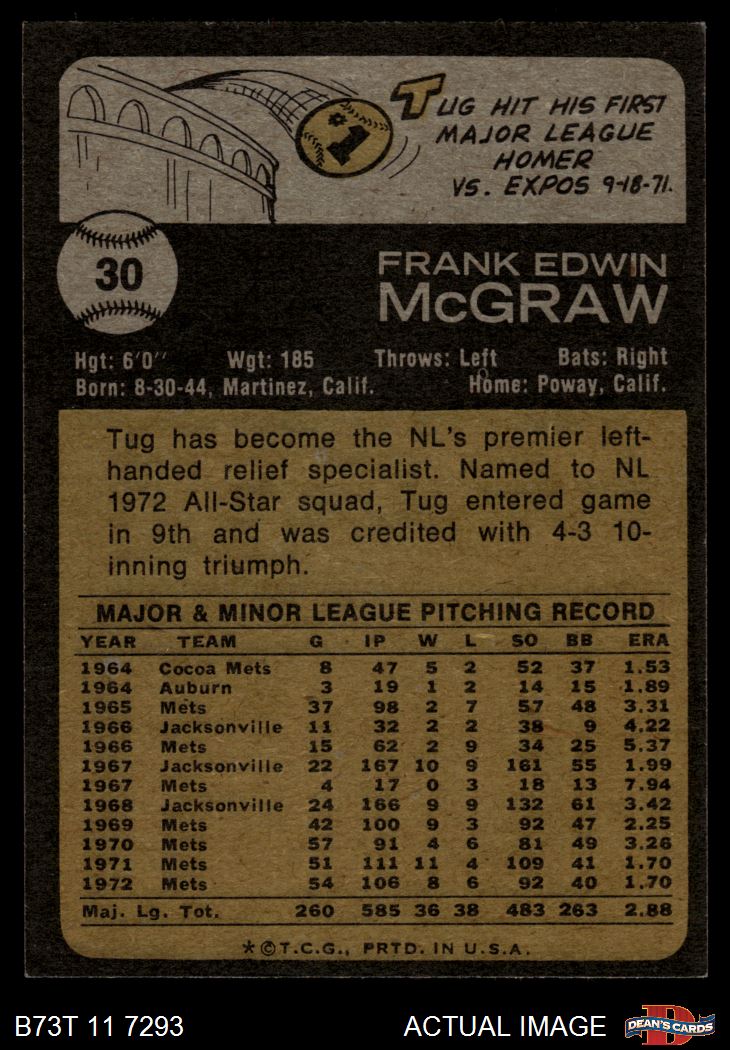 #1
TUG HIT HIS FIRST
MAJOR LEAGUE
HOMER
VS. EXPOS 9-18-71.
30
FRANK EDWIN
McGRAW
Hgt: 6'0" Wgt: 185 Throws: Left Bats: Right
Born: 8-30-44, Martinez, Calif. Home: Poway, Calif.
Tug has become the NL's premier left-
handed relief specialist. Named to NL
1972 All-Star squad, Tug entered game
in 9th and was credited with 4-3 10-
inning triumph.
MAJOR & MINOR LEAGUE PITCHING RECORD
YEAR TEAM G IP W L SO BB ERA
1964 Cocoa Mets 8 47 5 2 52 37 1.53
1964 Auburn 3 19 1 2 14 15 1.89
1965 Mets 37 98 2 7 57 48 3.31
1966 Jacksonville 11 32 2 2 38 9 4.22
1966 Mets 15 62 2 9 34 25 5.37
1967 Jacksonville 22 167 10 9 161 55 1.99
1967 Mets 4 17 0 3 18 13 7.94
1968 Jacksonville 24 166 9 9 132 61 3.42
1969 Mets 42 100 9 3 92 47 2.25
1970 Mets 57 91 4 6 81 49 3.26
1971 Mets 51 111 11 4 109 41 1.70
1972 Mets 54 106 8 6 92 40 1.70
Maj. Lg. Tot. 260 585 36 38 483 263 2.88
*©T.C.G., PRTD. IN U.S.A.
B73T 11 7293 ACTUAL IMAGE D DEAN'S CARDS